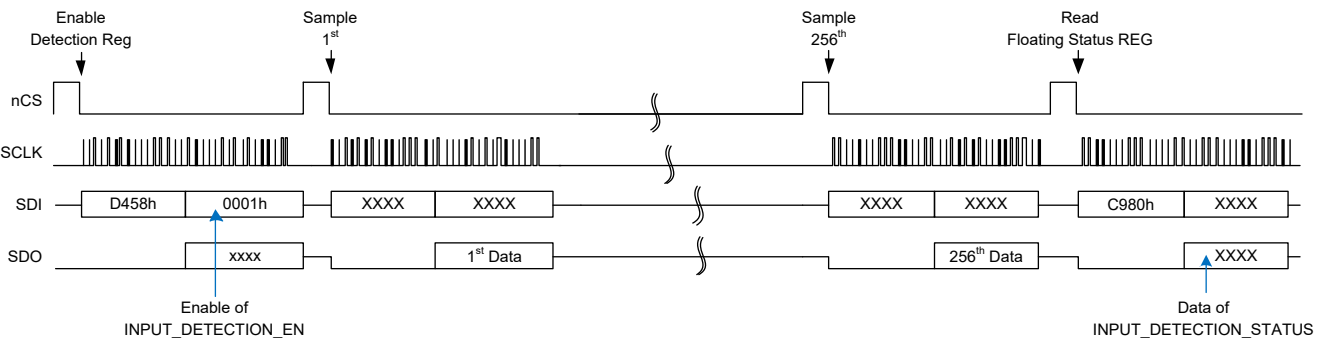 Enable
Detection Reg
Sample
1st
Sample
256th
Read
Floating Status REG
nCS
SCLK
SDI
D458h
0001h
XXXX
XXXX
XXXX
XXXX
C980h
XXXX
SDO
xxxx
1st Data
256th Data
XXXX
Enable of
INPUT_DETECTION_EN
Data of
INPUT_DETECTION_STATUS